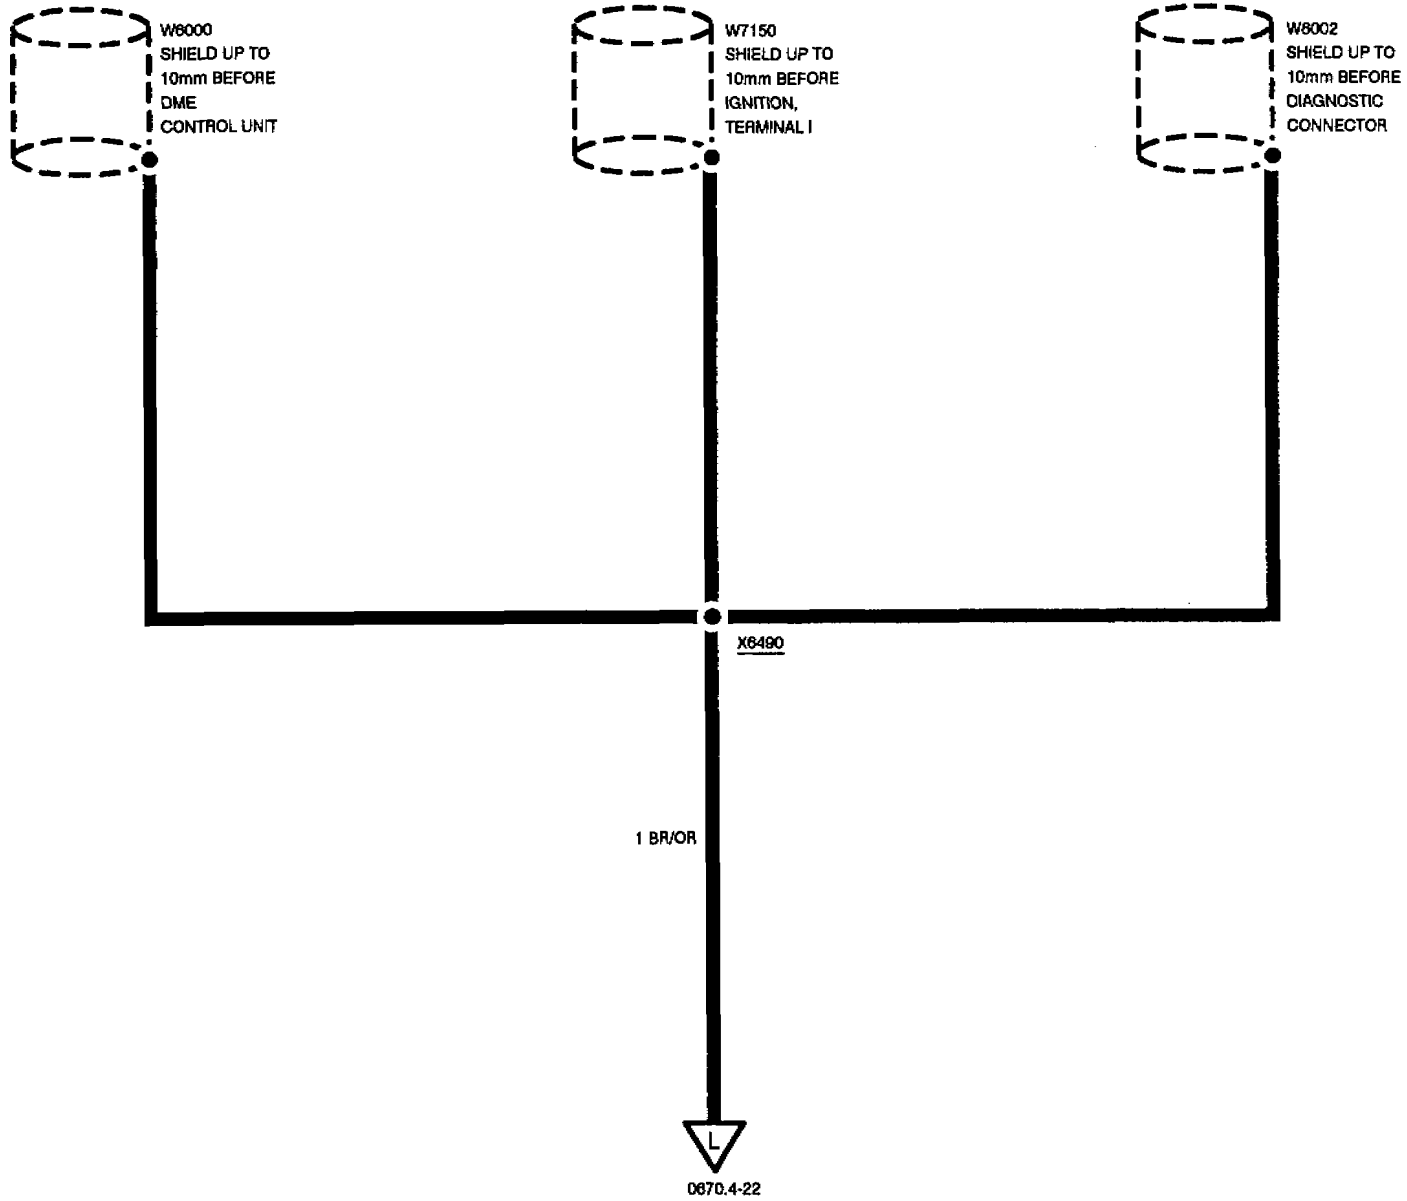 W6000
SHIELD UP TO
10mm BEFORE
DME
CONTROL UNIT
W7150
SHIELD UP TO
10mm BEFORE
IGNITION,
TERMINAL I
W6002
SHIELD UP TO
10mm BEFORE
DIAGNOSTIC
CONNECTOR
X6490
1 BR/OR
L
0670.4-22